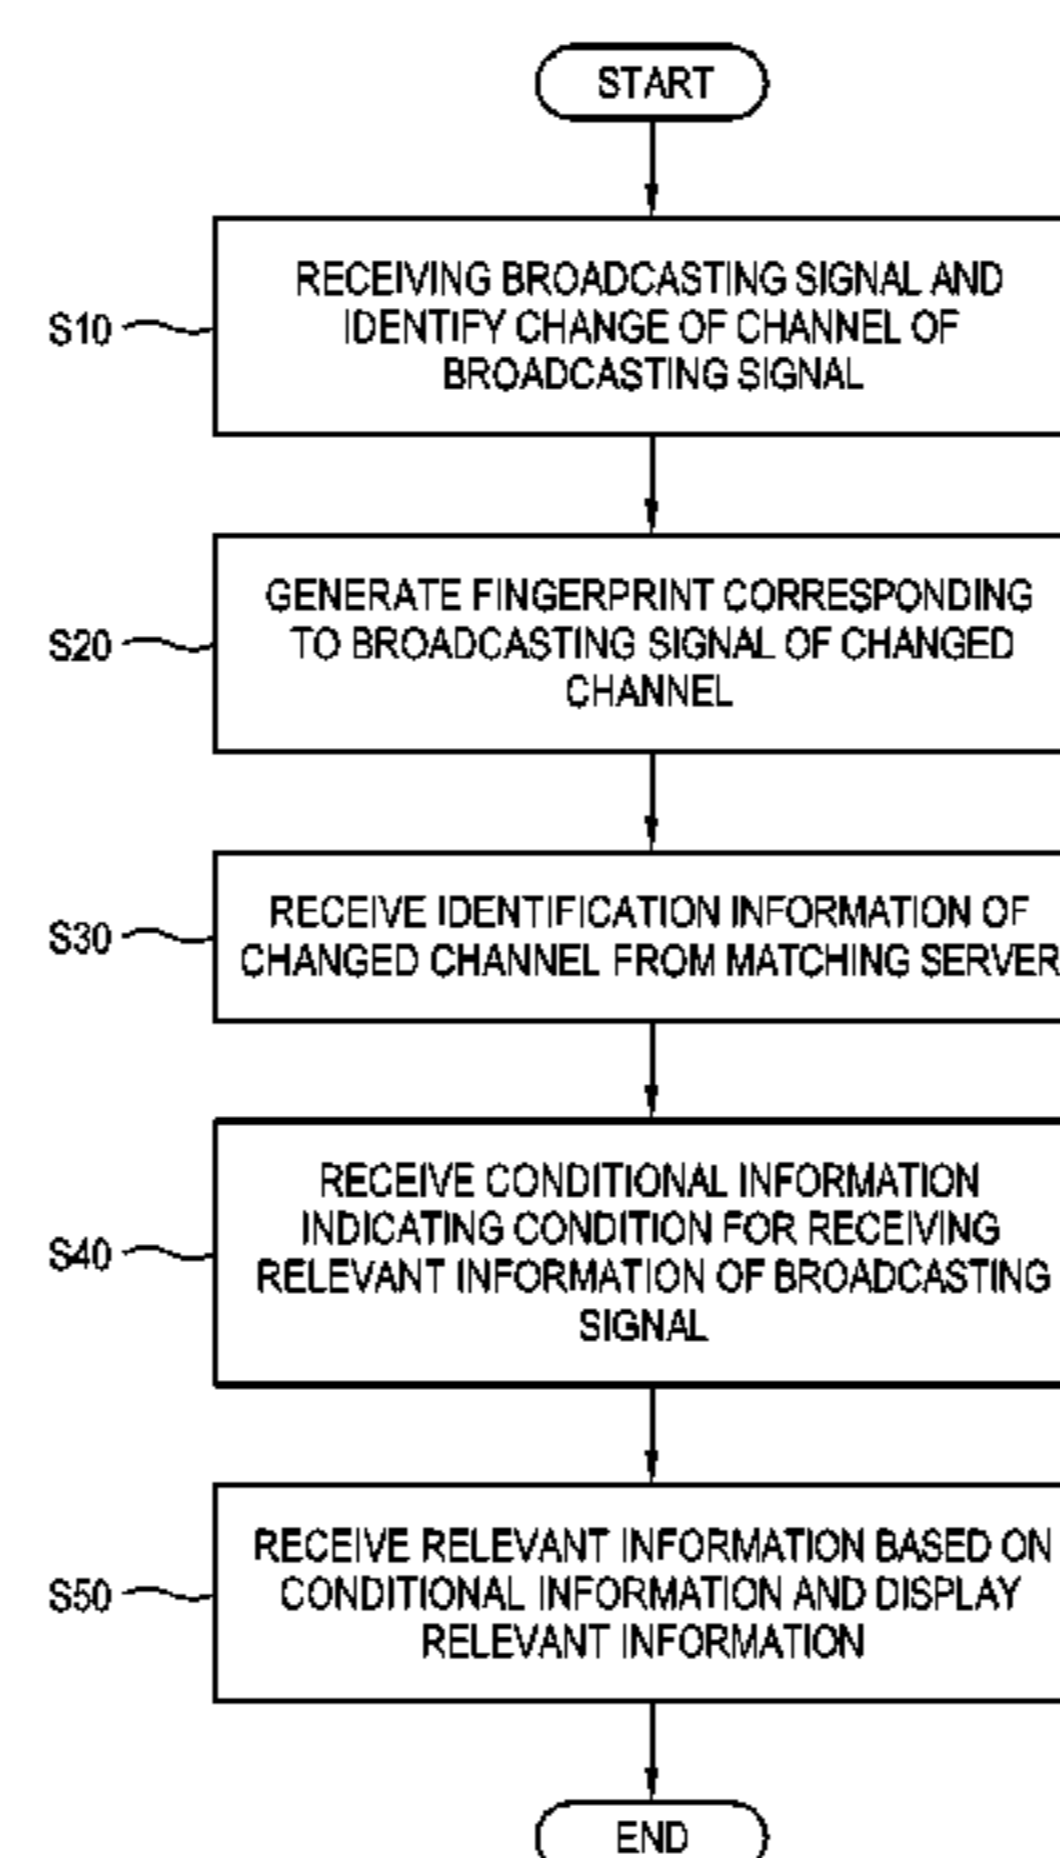 START
S10
RECEIVING BROADCASTING SIGNAL AND
IDENTIFY CHANGE OF CHANNEL OF
BROADCASTING SIGNAL
S20
GENERATE FINGERPRINT CORRESPONDING
TO BROADCASTING SIGNAL OF CHANGED
CHANNEL
S30
RECEIVE IDENTIFICATION INFORMATION OF
CHANGED CHANNEL FROM MATCHING SERVER
S40
RECEIVE CONDITIONAL INFORMATION
INDICATING CONDITION FOR RECEIVING
RELEVANT INFORMATION OF BROADCASTING
SIGNAL
S50
RECEIVE RELEVANT INFORMATION BASED ON
CONDITIONAL INFORMATION AND DISPLAY
RELEVANT INFORMATION
END